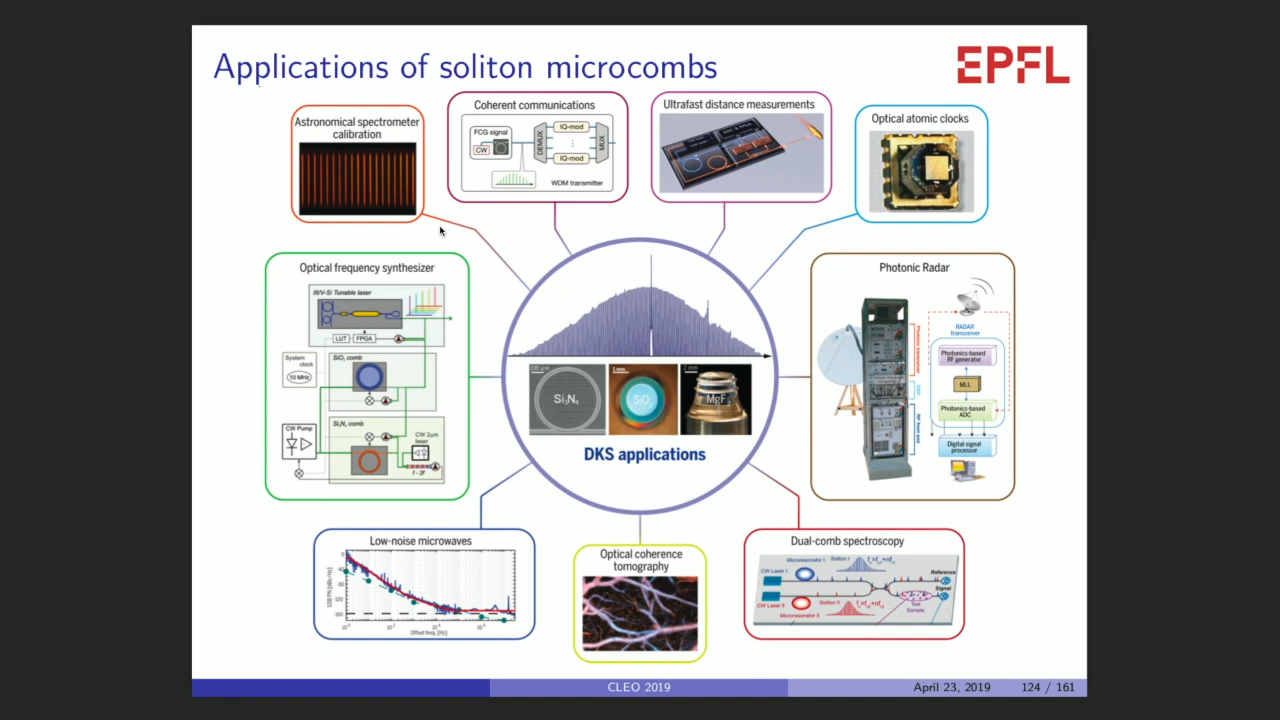 Applications of soliton microcombs
EPFL
Astronomical spectrometer
calibration
Coherent communications
FCG signal
CW
DEMUX
IQ-mod
IQ-mod
MUX
WDM transmitter
Ultrafast distance measurements
Optical atomic clocks
Optical frequency synthesizer
III/V-Si Tunable laser
LUT
FPGA
System
clock
10 MHz
SiO₂ comb
Si₃N₄ comb
CW Pump
CW 2μm
laser
f - 2f
Si₃N₄
1 mm
SiO₂
2 mm
MgF₂
DKS applications
Photonic Radar
RADAR
transceiver
Photonics-based
RF generator
MLL
Photonics-based
ADC
Digital signal
processor
Low-noise microwaves
Offset freq. [Hz]
Optical coherence
tomography
Dual-comb spectroscopy
Microresonator I
Soliton I
CW Laser I
Reference
Signal
CW Laser II
Soliton II
Microresonator II
Test
Sample
CLEO 2019
April 23, 2019
124 / 161